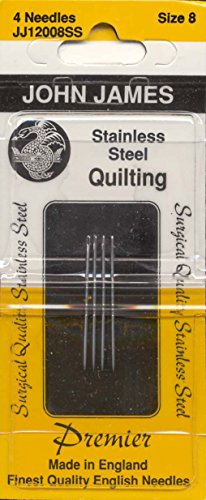 4 Needles
JJ12008SS
Size 8
JOHN JAMES
Stainless
Steel
Quilting
Surgical Quality Stainless Steel
Surgical Quality Stainless Steel
Premier
Made in England
Finest Quality English Needles